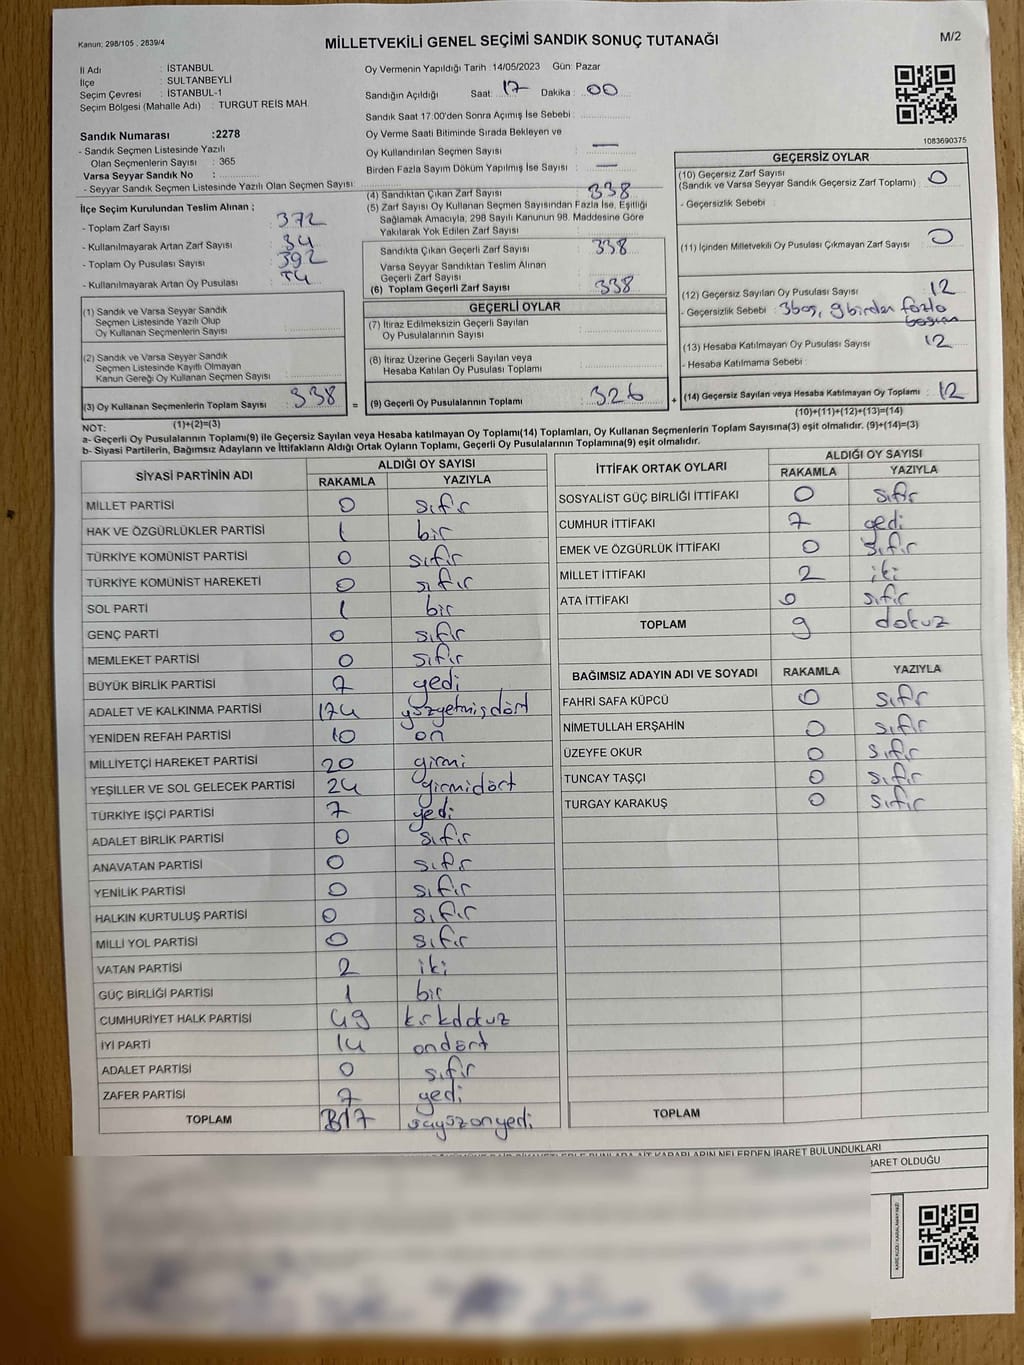 Kanun: 298/105 , 2839/4
MİLLETVEKİLİ GENEL SEÇİMİ SANDIK SONUÇ TUTANAĞI
M/2
İl Adı : İSTANBUL
İlçe : SULTANBEYLİ
Seçim Çevresi : İSTANBUL-1
Seçim Bölgesi (Mahalle Adı) : TURGUT REİS MAH.
Sandık Numarası :2278
- Sandık Seçmen Listesinde Yazılı
Olan Seçmenlerin Sayısı : 365
Varsa Seyyar Sandık No :
- Seyyar Sandık Seçmen Listesinde Yazılı Olan Seçmen Sayısı
Oy Vermenin Yapıldığı Tarih :14/05/2023 Gün: Pazar
Sandığın Açıldığı Saat: 17 Dakika : 00
Sandık Saat 17:00'den Sonra Açımış İse Sebebi :
Oy Verme Saati Bitiminde Sırada Bekleyen ve
Oy Kullandırılan Seçmen Sayısı : —
Birden Fazla Sayım Döküm Yapılmış İse Sayısı : —
1083690375
İlçe Seçim Kurulundan Teslim Alınan ;
- Toplam Zarf Sayısı : 372
- Kullanılmayarak Artan Zarf Sayısı : 34
- Toplam Oy Pusulası Sayısı : 392
- Kullanılmayarak Artan Oy Pusulası : 54
(4) Sandıktan Çıkan Zarf Sayısı : 338
(5) Zarf Sayısı Oy Kullanan Seçmen Sayısından Fazla İse, Eşitliği
Sağlamak Amacıyla, 298 Sayılı Kanunun 98. Maddesine Göre
Yakılarak Yok Edilen Zarf Sayısı :
Sandıkta Çıkan Geçerli Zarf Sayısı : 338
Varsa Seyyar Sandıktan Teslim Alınan
Geçerli Zarf Sayısı
(6) Toplam Geçerli Zarf Sayısı : 338
GEÇERSİZ OYLAR
(10) Geçersiz Zarf Sayısı
(Sandık ve Varsa Seyyar Sandık Geçersiz Zarf Toplamı) : 0
- Geçersizlik Sebebi :
(11) İçinden Milletvekili Oy Pusulası Çıkmayan Zarf Sayısı : 0
(12) Geçersiz Sayılan Oy Pusulası Sayısı : 12
- Geçersizlik Sebebi : 3 boş, 9 birden fazla
basılan
(13) Hesaba Katılmayan Oy Pusulası Sayısı : 12
- Hesaba Katılmama Sebebi :
(14) Geçersiz Sayılan veya Hesaba Katılmayan Oy Toplamı : 12
(10)+(11)+(12)+(13)=(14)
(1) Sandık ve Varsa Seyyar Sandık
Seçmen Listesinde Yazılı Olup
Oy Kullanan Seçmenlerin Sayısı :
(2) Sandık ve Varsa Seyyar Sandık
Seçmen Listesinde Kayıtlı Olmayan
Kanun Gereği Oy Kullanan Seçmen Sayısı :
(3) Oy Kullanan Seçmenlerin Toplam Sayısı : 338
(1)+(2)=(3)
GEÇERLİ OYLAR
(7) İtiraz Edilmeksizin Geçerli Sayılan
Oy Pusulasının Sayısı :
(8) İtiraz Üzerine Geçerli Sayılan veya
Hesaba Katılan Oy Pusulası Toplamı :
(9) Geçerli Oy Pusulalarının Toplamı : 326
= +
NOT:
a- Geçerli Oy Pusulalarının Toplamı(9) ile Geçersiz Sayılan veya Hesaba katılmayan Oy Toplamı(14) Toplamları, Oy Kullanan Seçmenlerin Toplam Sayısına(3) eşit olmalıdır. (9)+(14)=(3)
b- Siyasi Partilerin, Bağımsız Adayların ve İttifakların Aldığı Ortak Oyların Toplamı, Geçerli Oy Pusulalarının Toplamına(9) eşit olmalıdır.
SİYASİ PARTİNİN ADI ALDIĞI OY SAYISI
RAKAMLA YAZIYLA
MİLLET PARTİSİ 0 sıfır
HAK VE ÖZGÜRLÜKLER PARTİSİ 1 bir
TÜRKİYE KOMÜNİST PARTİSİ 0 sıfır
TÜRKİYE KOMÜNİST HAREKETİ 0 sıfır
SOL PARTİ 1 bir
GENÇ PARTİ 0 sıfır
MEMLEKET PARTİSİ 0 sıfır
BÜYÜK BİRLİK PARTİSİ 7 yedi
ADALET VE KALKINMA PARTİSİ 174 yüzyetmişdört
YENİDEN REFAH PARTİSİ 10 on
MİLLİYETÇİ HAREKET PARTİSİ 20 yirmi
YEŞİLLER VE SOL GELECEK PARTİSİ 24 yirmidört
TÜRKİYE İŞÇİ PARTİSİ 7 yedi
ADALET BİRLİK PARTİSİ 0 sıfır
ANAVATAN PARTİSİ 0 sıfır
YENİLİK PARTİSİ 0 sıfır
HALKIN KURTULUŞ PARTİSİ 0 sıfır
MİLLİ YOL PARTİSİ 0 sıfır
VATAN PARTİSİ 2 iki
GÜÇ BİRLİĞİ PARTİSİ 1 bir
CUMHURİYET HALK PARTİSİ 49 kırkdokuz
İYİ PARTİ 14 ondört
ADALET PARTİSİ 0 sıfır
ZAFER PARTİSİ 7 yedi
TOPLAM 317
İTTİFAK ORTAK OYLARI ALDIĞI OY SAYISI
RAKAMLA YAZIYLA
SOSYALİST GÜÇ BİRLİĞİ İTTİFAKI 0 sıfır
CUMHUR İTTİFAKI 7 yedi
EMEK VE ÖZGÜRLÜK İTTİFAKI 0 sıfır
MİLLET İTTİFAKI 2 iki
ATA İTTİFAKI 0 sıfır
TOPLAM 9 dokuz
BAĞIMSIZ ADAYIN ADI VE SOYADI RAKAMLA YAZIYLA
FAHRİ SAFA KÜPCÜ 0 sıfır
NİMETULLAH ERŞAHİN 0 sıfır
ÜZEYFE OKUR 0 sıfır
TUNCAY TAŞÇI 0 sıfır
TURGAY KARAKUŞ 0 sıfır
TOPLAM
NELERDEN İBARET BULUNDUKLARI
İBARET OLDUĞU